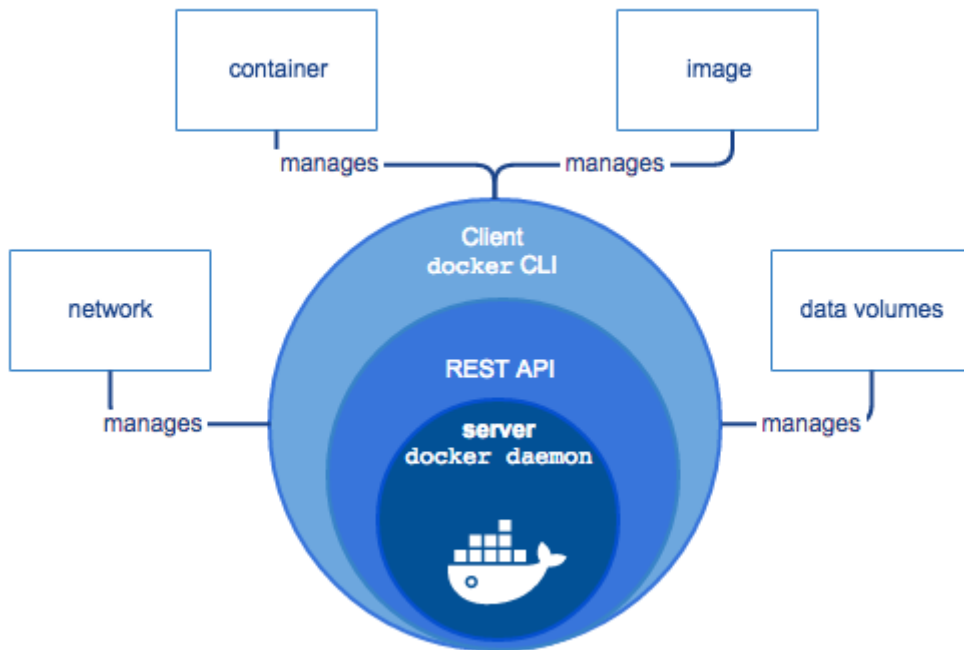 container
image
manages
manages
Client
docker CLI
network
data volumes
REST API
manages
manages
server
docker daemon